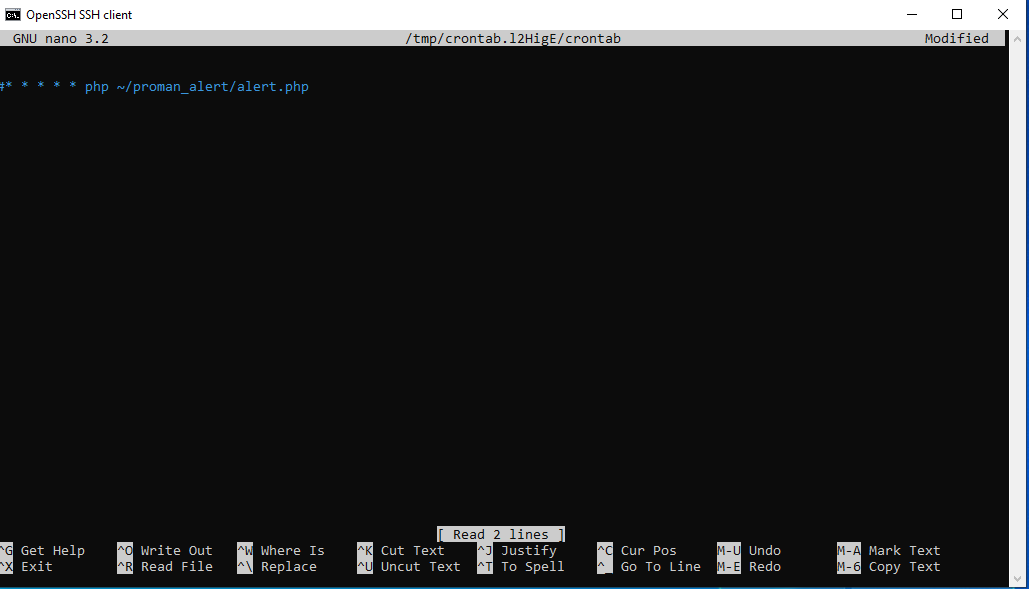 OpenSSH SSH client
GNU nano 3.2 /tmp/crontab.l2HigE/crontab Modified
#* * * * * php ~/proman_alert/alert.php
[ Read 2 lines ]
^G Get Help ^O Write Out ^W Where Is ^K Cut Text ^J Justify ^C Cur Pos M-U Undo M-A Mark Text
^X Exit ^R Read File ^\ Replace ^U Uncut Text ^T To Spell ^_ Go To Line M-E Redo M-6 Copy Text